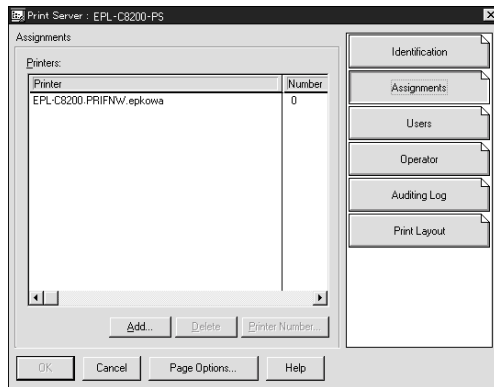 Print Server : EPL-C8200-PS
Assignments
Printers:
Printer Number
EPL-C8200.PRIFNW.epkowa 0
Add... Delete Printer Number...
OK Cancel Page Options... Help
Identification
Assignments
Users
Operator
Auditing Log
Print Layout